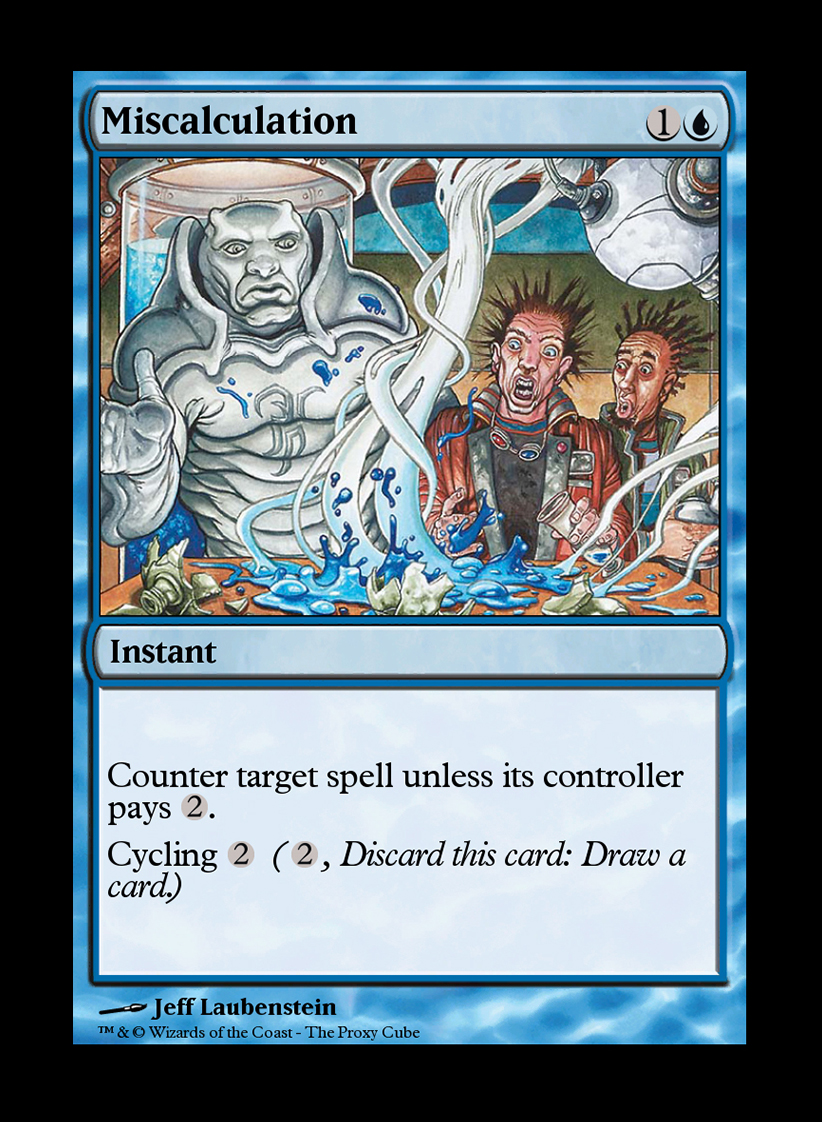 Miscalculation 1
Instant
Counter target spell unless its controller
pays 2.
Cycling 2 (2, Discard this card: Draw a
card.)
Jeff Laubenstein
™ & © Wizards of the Coast - The Proxy Cube